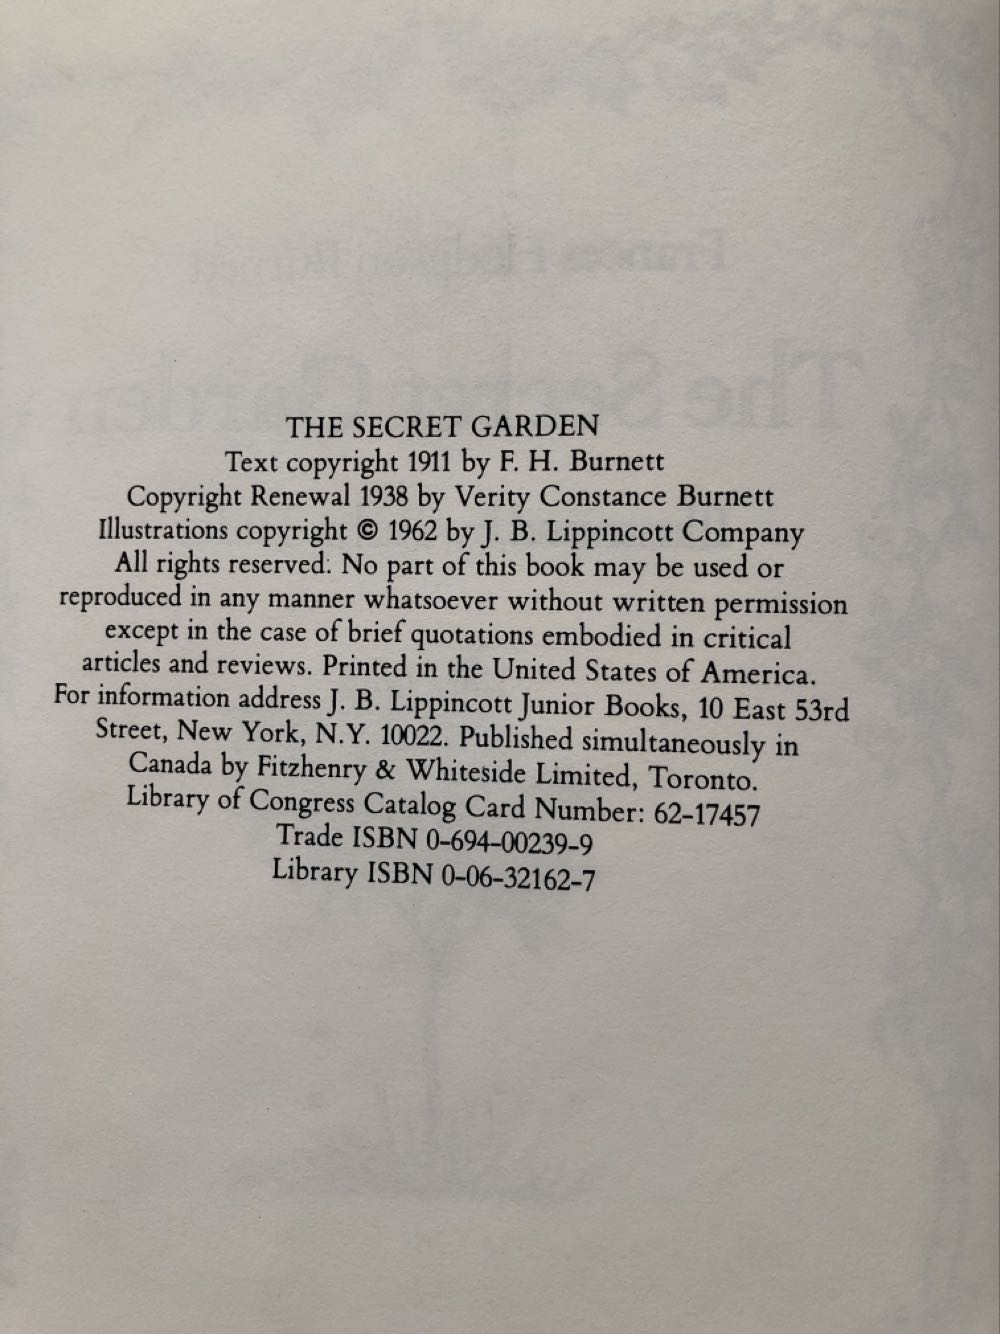 THE SECRET GARDEN
Text copyright 1911 by F. H. Burnett
Copyright Renewal 1938 by Verity Constance Burnett
Illustrations copyright © 1962 by J. B. Lippincott Company
All rights reserved. No part of this book may be used or
reproduced in any manner whatsoever without written permission
except in the case of brief quotations embodied in critical
articles and reviews. Printed in the United States of America.
For information address J. B. Lippincott Junior Books, 10 East 53rd
Street, New York, N.Y. 10022. Published simultaneously in
Canada by Fitzhenry & Whiteside Limited, Toronto.
Library of Congress Catalog Card Number: 62-17457
Trade ISBN 0-694-00239-9
Library ISBN 0-06-32162-7